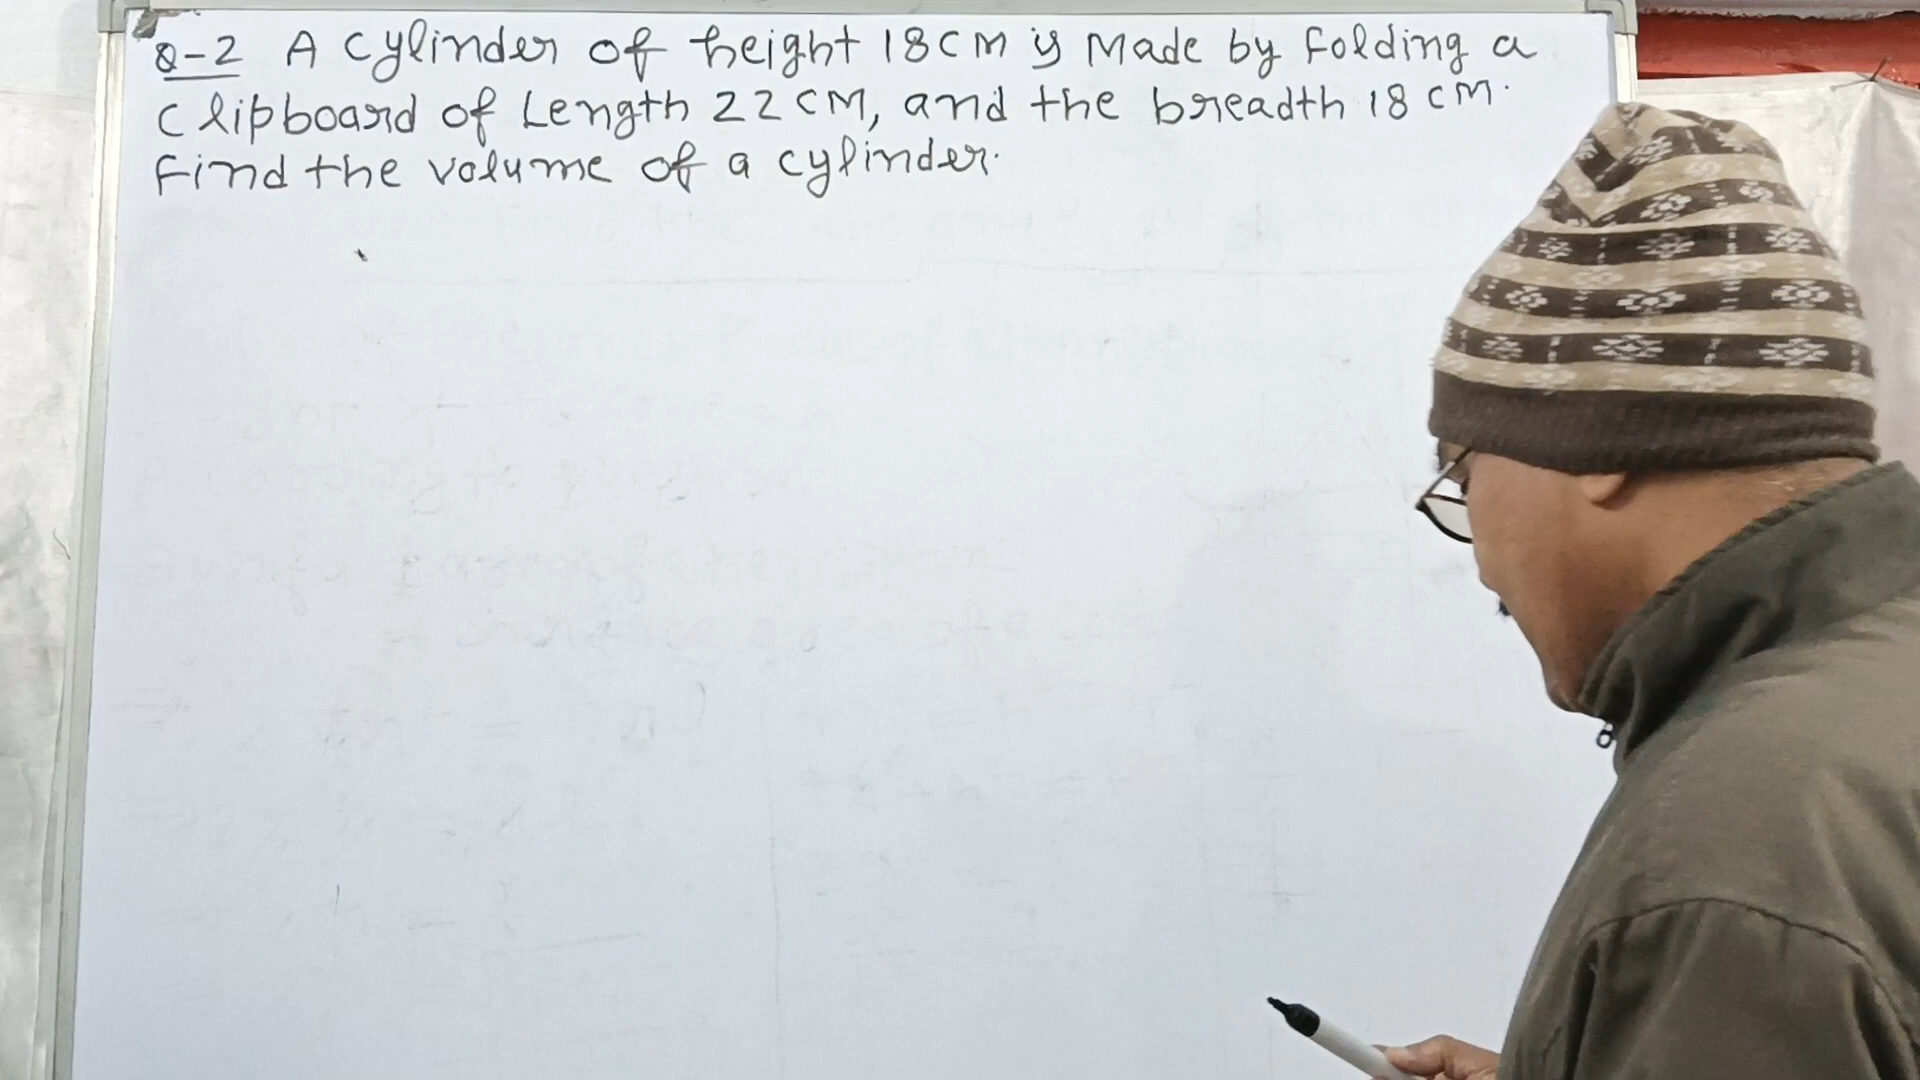 Q-2 A cylinder of height 18 cm is Made by Folding a
clipboard of Length 22 CM, and the breadth 18 cm.
Find the volume of a cylinder.